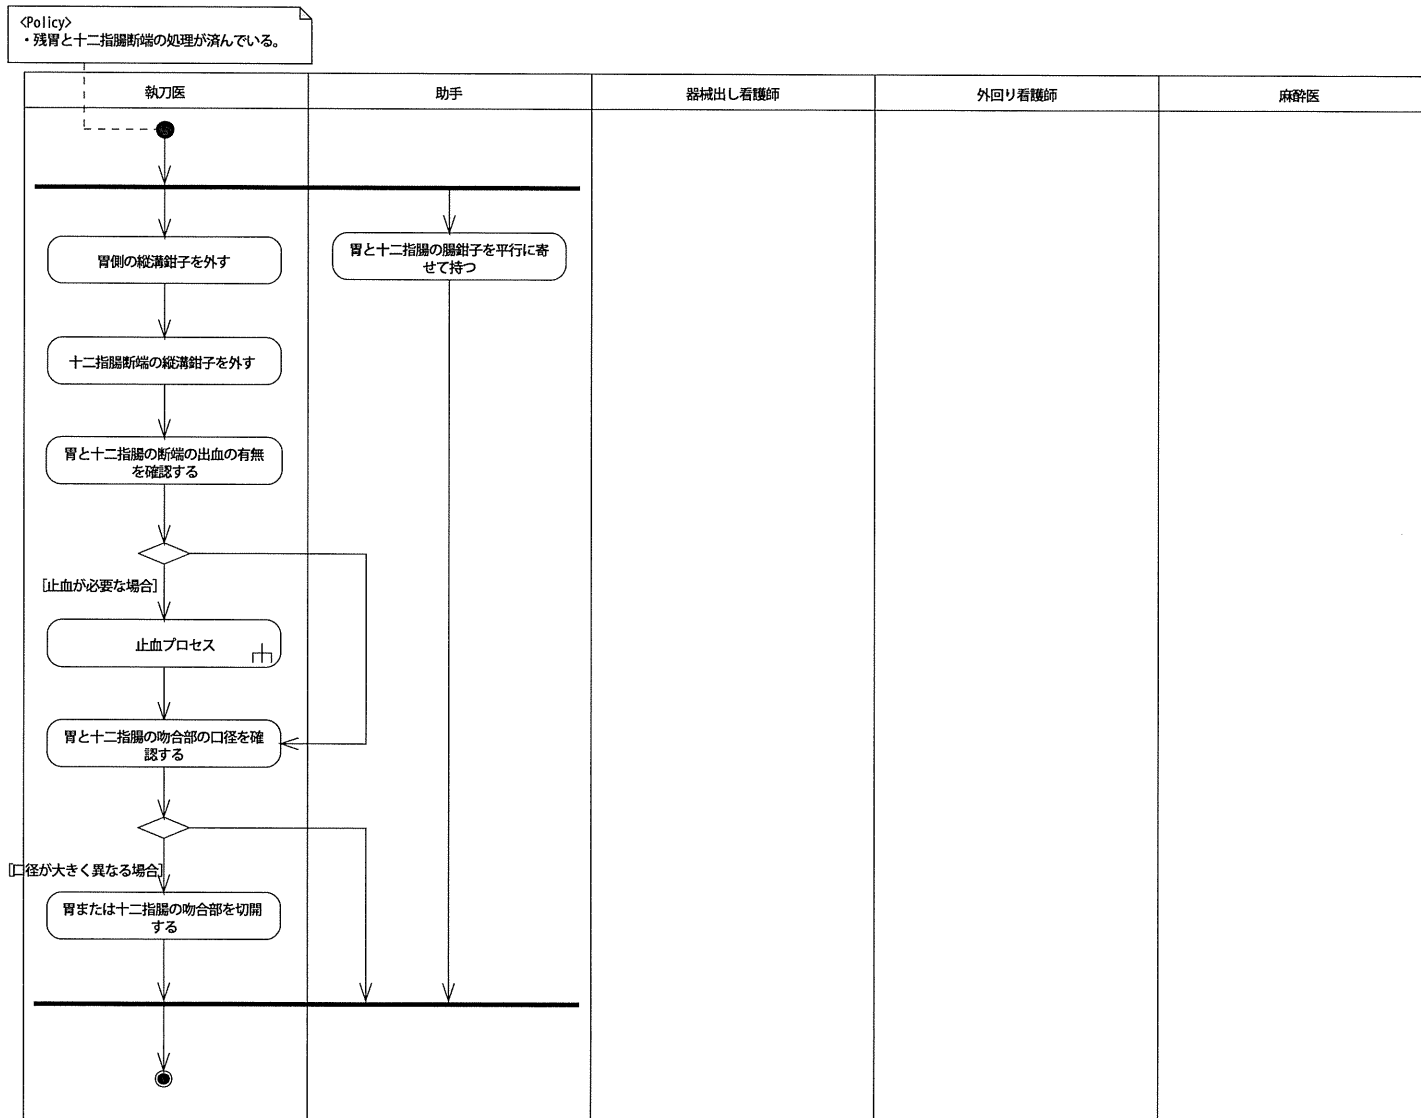 <Policy>
・残胃と十二指腸断端の処理が済んでいる。
執刀医
助手
器械出し看護師
外回り看護師
麻酔医
胃側の縦溝鉗子を外す
胃と十二指腸の腸鉗子を平行に寄
せて持つ
十二指腸断端の縦溝鉗子を外す
胃と十二指腸の断端の出血の有無
を確認する
[止血が必要な場合]
止血プロセス
胃と十二指腸の吻合部の口径を確
認する
[口径が大きく異なる場合]
胃または十二指腸の吻合部を切開
する